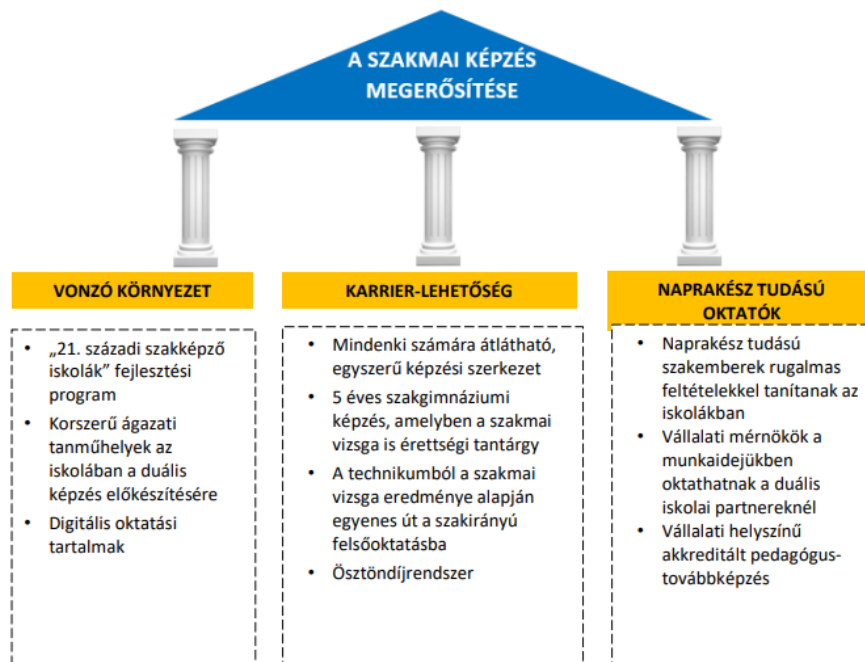 A SZAKMAI KÉPZÉS
MEGERŐSÍTÉSE
VONZÓ KÖRNYEZET
• „21. századi szakképző
iskolák” fejlesztési
program
• Korszerű ágazati
tanműhelyek az
iskolában a duális
képzés előkészítésére
• Digitális oktatási
tartalmak
KARRIER-LEHETŐSÉG
• Mindenki számára átlátható,
egyszerű képzési szerkezet
• 5 éves szakgimnáziumi
képzés, amelyben a szakmai
vizsga is érettségi tantárgy
• A technikumból a szakmai
vizsga eredménye alapján
egyenes út a szakirányú
felsőoktatásba
• Ösztöndíjrendszer
NAPRAKÉSZ TUDÁSÚ
OKTATÓK
• Naprakész tudású
szakemberek rugalmas
feltételekkel tanítanak az
iskolákban
• Vállalati mérnökök a
munkaidejükben
oktathatnak a duális
iskolai partnereknél
• Vállalati helyszínű
akkreditált pedagógus-
továbbképzés